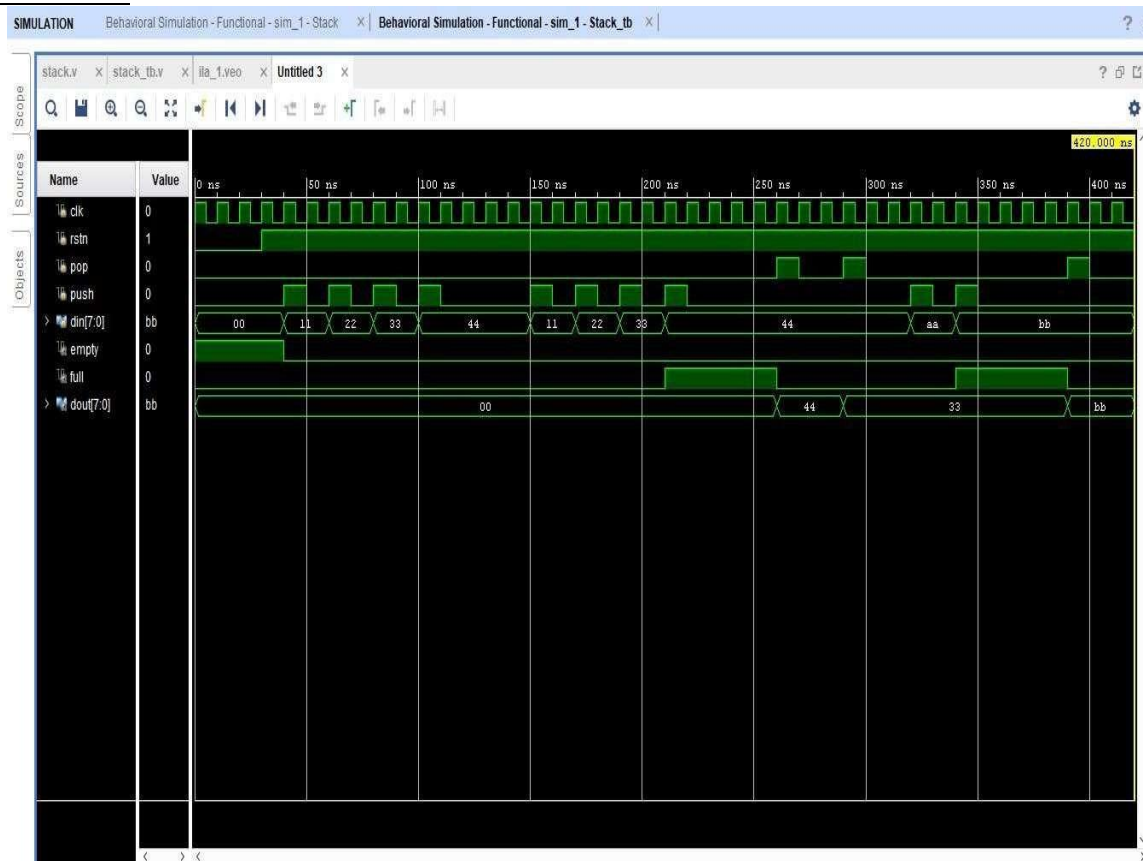 SIMULATION Behavioral Simulation - Functional - sim_1 - Stack × Behavioral Simulation - Functional - sim_1 - Stack_tb × ?
stack.v × stack_tb.v × ila_1.veo × Untitled 3 × ?
Scope
Sources
Objects
420.000 ns
Name Value 0 ns 50 ns 100 ns 150 ns 200 ns 250 ns 300 ns 350 ns 400 ns
clk 0
rstn 1
pop 0
push 0
din[7:0] bb 00 11 22 33 44 11 22 33 44 aa bb
empty 0
full 0
dout[7:0] bb 00 44 33 bb